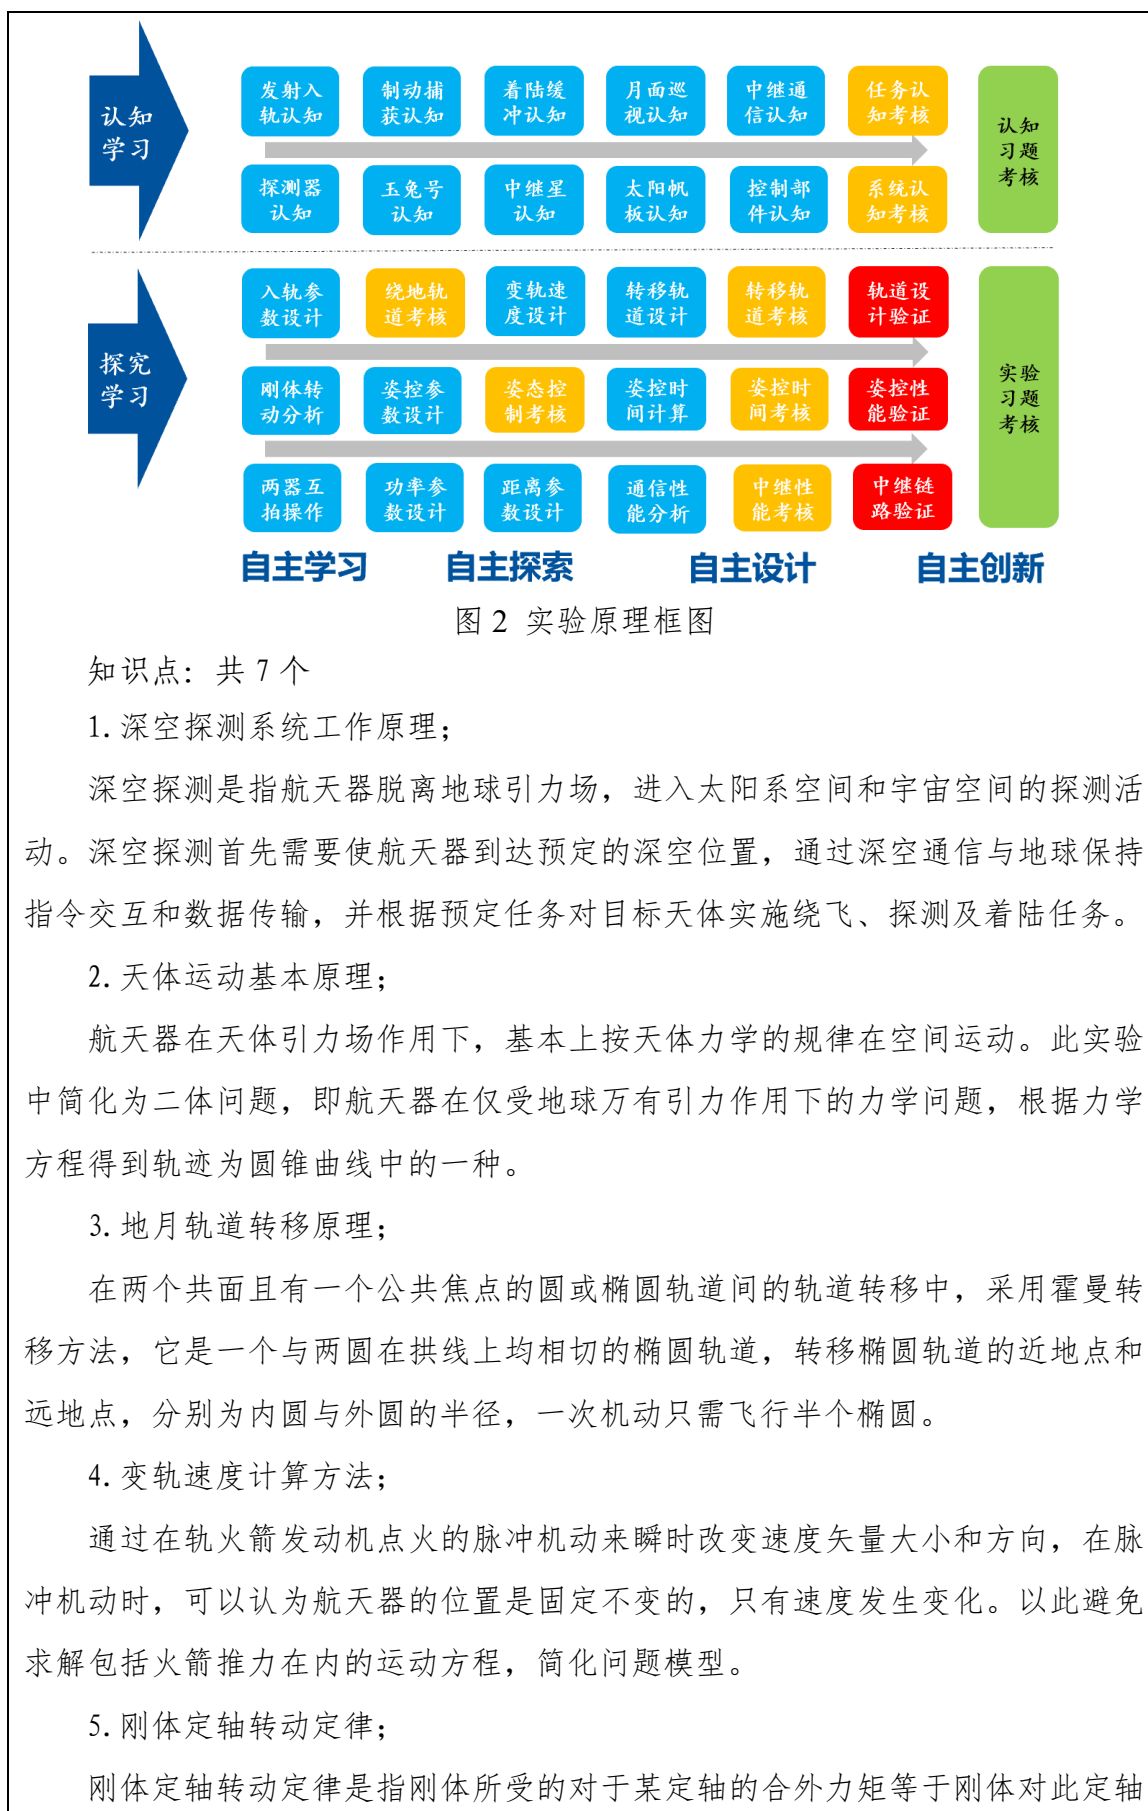 认知
学习
发射入
轨认知
制动捕
获认知
着陆缓
冲认知
月面巡
视认知
中继通
信认知
任务认
知考核
探测器
认知
玉兔号
认知
中继星
认知
太阳帆
板认知
控制部
件认知
系统认
知考核
认知
习题
考核
探究
学习
入轨参
数设计
绕地轨
道考核
变轨速
度设计
转移轨
道设计
转移轨
道考核
轨道设
计验证
刚体转
动分析
姿控参
数设计
姿态控
制考核
姿控时
间计算
姿控时
间考核
姿控性
能验证
两器互
拍操作
功率参
数设计
距离参
数设计
通信性
能分析
中继性
能考核
中继链
路验证
实验
习题
考核
自主学习 自主探索 自主设计 自主创新
图 2 实验原理框图
知识点：共 7 个
1.深空探测系统工作原理；
深空探测是指航天器脱离地球引力场，进入太阳系空间和宇宙空间的探测活
动。深空探测首先需要使航天器到达预定的深空位置，通过深空通信与地球保持
指令交互和数据传输，并根据预定任务对目标天体实施绕飞、探测及着陆任务。
2.天体运动基本原理；
航天器在天体引力场作用下，基本上按天体力学的规律在空间运动。此实验
中简化为二体问题，即航天器在仅受地球万有引力作用下的力学问题，根据力学
方程得到轨迹为圆锥曲线中的一种。
3.地月轨道转移原理；
在两个共面且有一个公共焦点的圆或椭圆轨道间的轨道转移中，采用霍曼转
移方法，它是一个与两圆在拱线上均相切的椭圆轨道，转移椭圆轨道的近地点和
远地点，分别为内圆与外圆的半径，一次机动只需飞行半个椭圆。
4.变轨速度计算方法；
通过在轨火箭发动机点火的脉冲机动来瞬时改变速度矢量大小和方向，在脉
冲机动时，可以认为航天器的位置是固定不变的，只有速度发生变化。以此避免
求解包括火箭推力在内的运动方程，简化问题模型。
5.刚体定轴转动定律；
刚体定轴转动定律是指刚体所受的对于某定轴的合外力矩等于刚体对此定轴